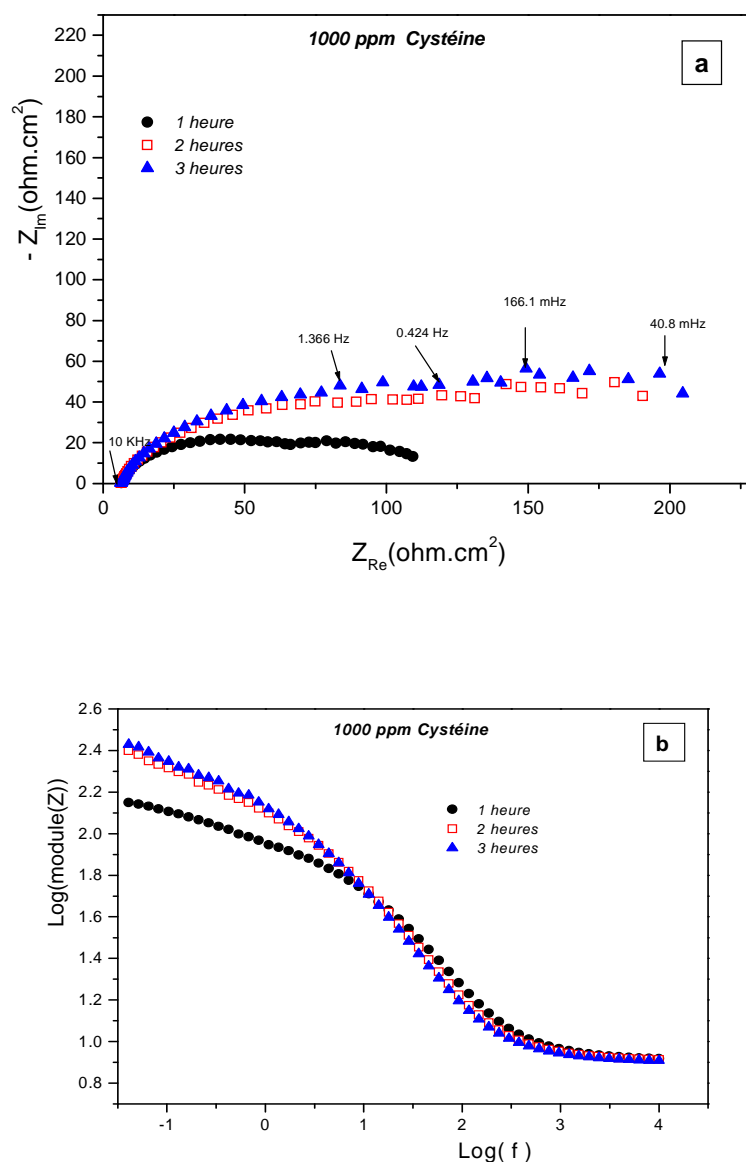 1000 ppm Cystéine
a
1 heure
2 heures
3 heures
220
200
180
160
140
120
100
80
60
40
20
0
- Z_Im(ohm.cm²)
10 KHz
1.366 Hz
0.424 Hz
166.1 mHz
40.8 mHz
0 50 100 150 200
Z_Re(ohm.cm²)
1000 ppm Cystéine
b
1 heure
2 heures
3 heures
2.6
2.4
2.2
2.0
1.8
1.6
1.4
1.2
1.0
0.8
Log(module(Z))
-1 0 1 2 3 4
Log( f )